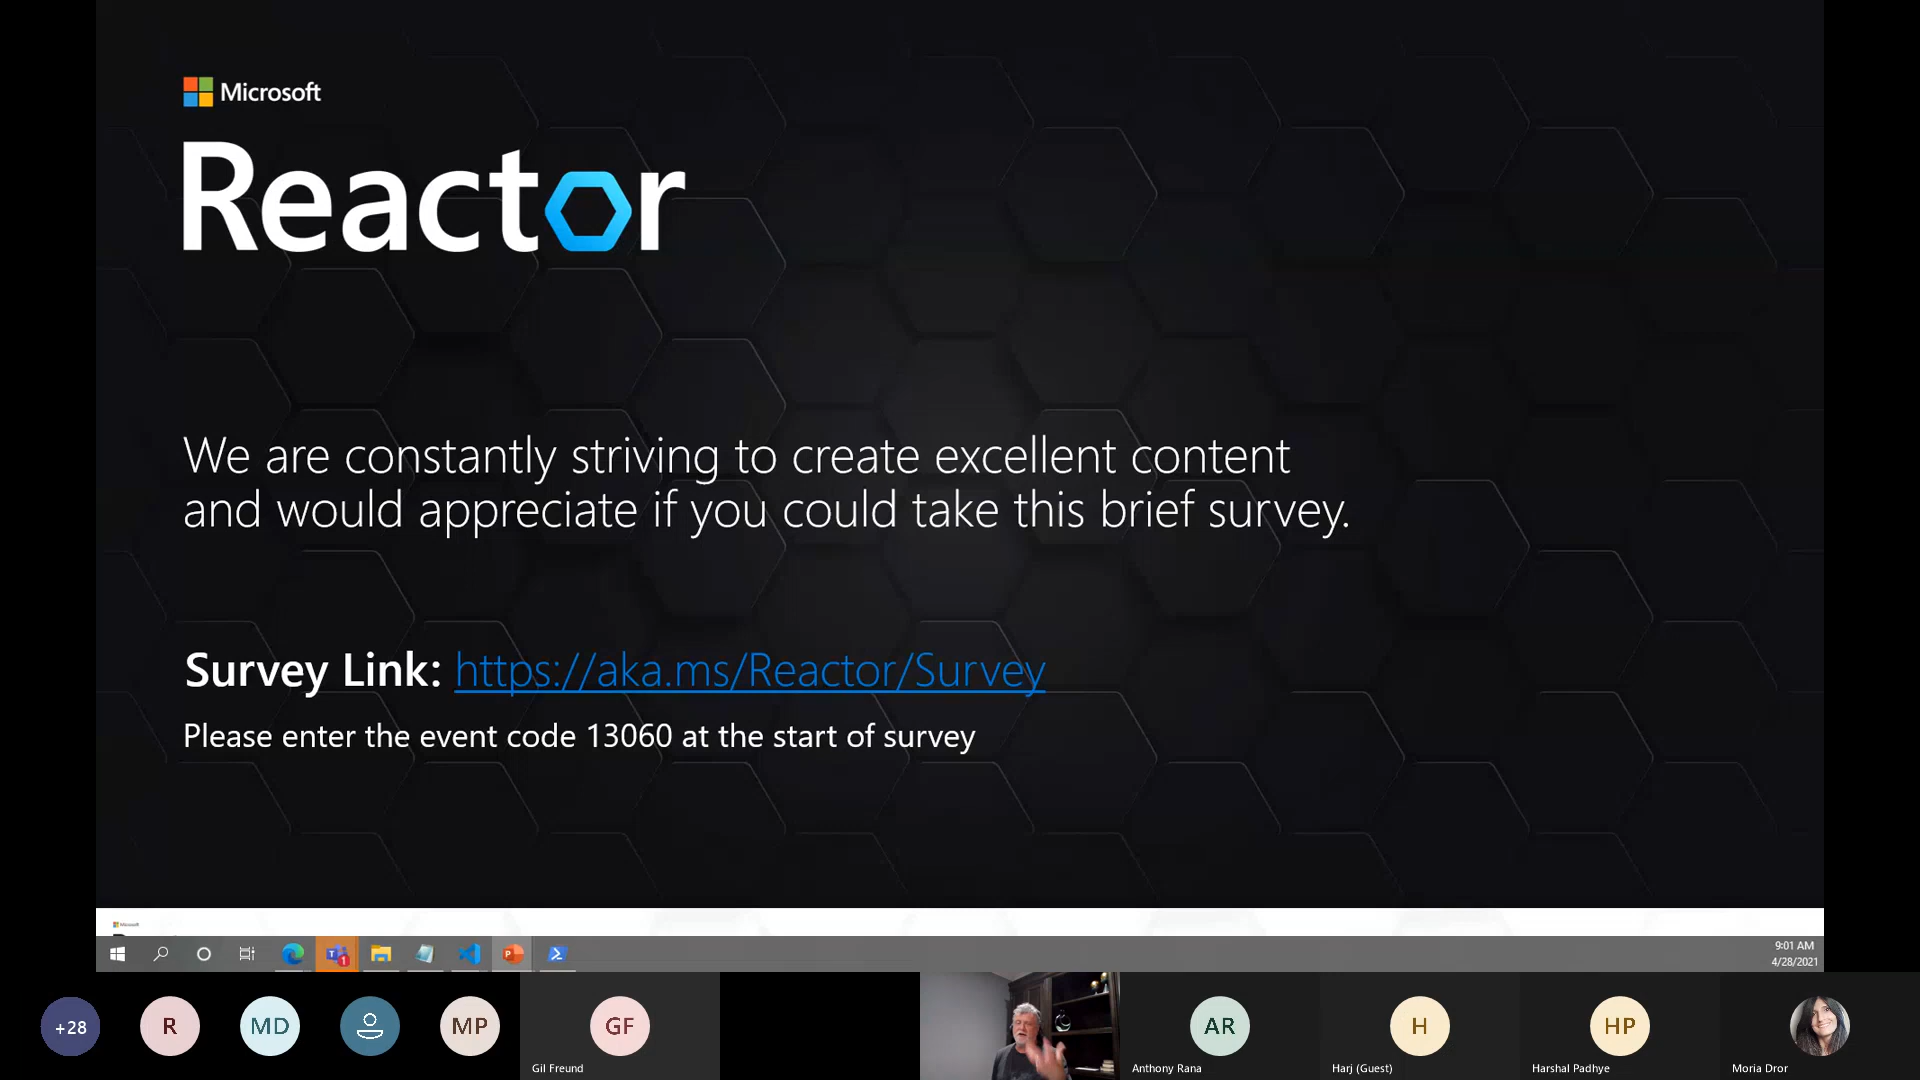 Microsoft
Reactor
We are constantly striving to create excellent content
and would appreciate if you could take this brief survey.
Survey Link: https://aka.ms/Reactor/Survey
Please enter the event code 13060 at the start of survey
Microsoft
9:01 AM
4/28/2021
+28
R
MD
MP
GF
Gil Freund
AR
Anthony Rana
H
Harj (Guest)
HP
Harshal Padhye
Moria Dror